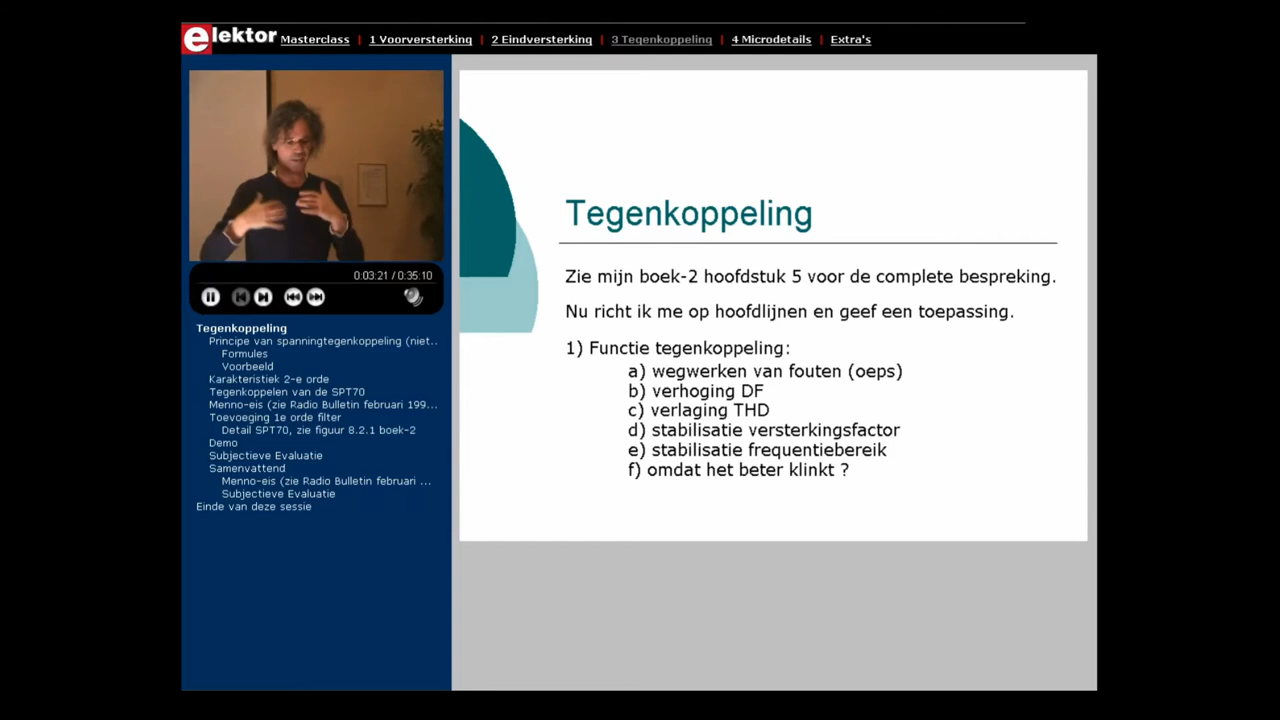 elektor Masterclass | 1 Voorversterking | 2 Eindversterking | 3 Tegenkoppeling | 4 Microdetails | Extra's
0:03:21 / 0:35:10
Tegenkoppeling
Principe van spanningtegenkoppeling (niet..
Formules
Voorbeeld
Karakteristiek 2-e orde
Tegenkoppelen van de SPT70
Menno-eis (zie Radio Bulletin februari 199...
Toevoeging 1e orde filter
Detail SPT70, zie figuur 8.2.1 boek-2
Demo
Subjectieve Evaluatie
Samenvattend
Menno-eis (zie Radio Bulletin februari ...
Subjectieve Evaluatie
Einde van deze sessie
Tegenkoppeling
Zie mijn boek-2 hoofdstuk 5 voor de complete bespreking.
Nu richt ik me op hoofdlijnen en geef een toepassing.
1) Functie tegenkoppeling:
a) wegwerken van fouten (oeps)
b) verhoging DF
c) verlaging THD
d) stabilisatie versterkingsfactor
e) stabilisatie frequentiebereik
f) omdat het beter klinkt ?